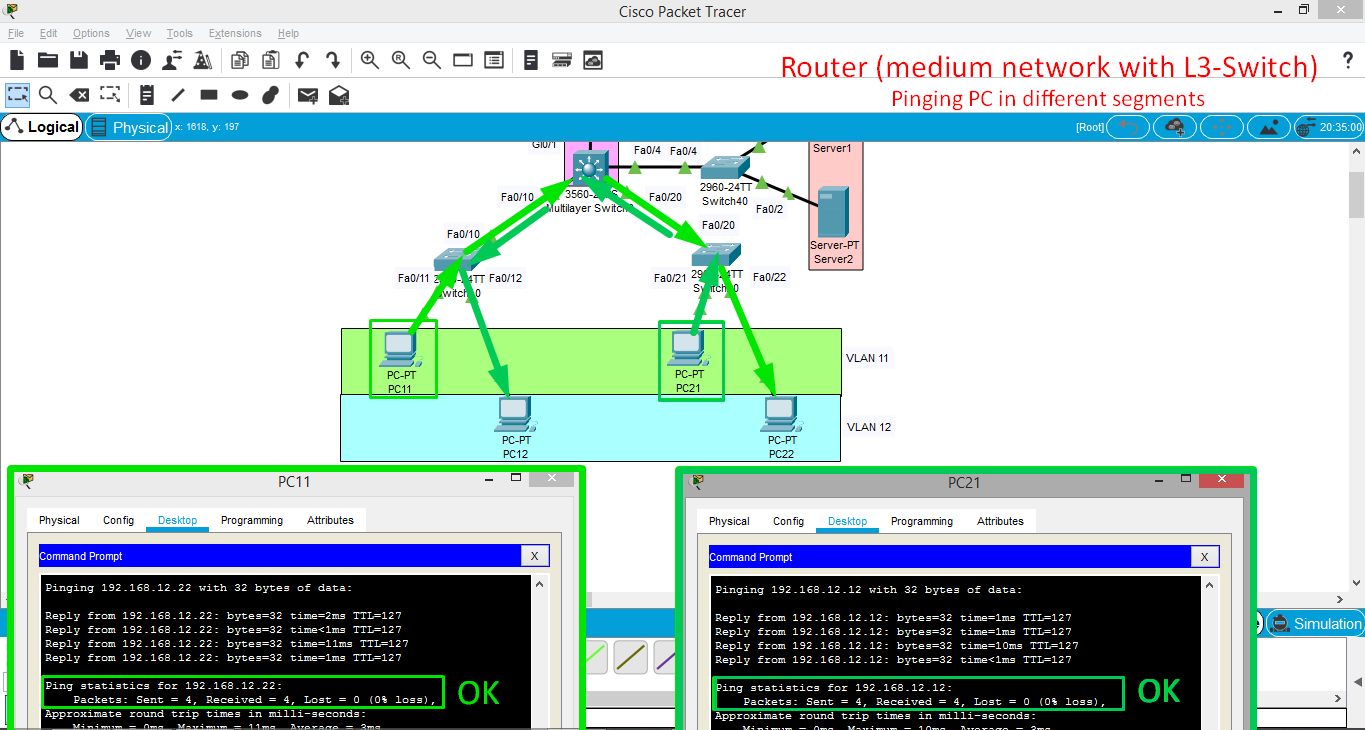 Cisco Packet Tracer
File Edit Options View Tools Extensions Help
Router (medium network with L3-Switch)
Pinging PC in different segments
?
Logical
Physical
x: 1618, y: 197
[Root]
20:35:00
Gi0/1
Fa0/4 Fa0/4
Server1
2960-24TT
Switch40
Fa0/2
Fa0/10
Fa0/20
Multilayer
Server-PT
Server2
Fa0/10
Fa0/20
Fa0/11
Fa0/12
Fa0/21
Fa0/22
PC-PT
PC11
PC-PT
PC21
VLAN 11
PC-PT
PC12
PC-PT
PC22
VLAN 12
PC11
Physical Config Desktop Programming Attributes
Command Prompt
X
Pinging 192.168.12.22 with 32 bytes of data:
Reply from 192.168.12.22: bytes=32 time=2ms TTL=127
Reply from 192.168.12.22: bytes=32 time<1ms TTL=127
Reply from 192.168.12.22: bytes=32 time=11ms TTL=127
Reply from 192.168.12.22: bytes=32 time=1ms TTL=127
Ping statistics for 192.168.12.22:
Packets: Sent = 4, Received = 4, Lost = 0 (0% loss),
OK
Approximate round trip times in milli-seconds:
Minimum = 0ms, Maximum = 11ms, Average = 3ms
PC21
Physical Config Desktop Programming Attributes
Command Prompt
X
Pinging 192.168.12.12 with 32 bytes of data:
Reply from 192.168.12.12: bytes=32 time=1ms TTL=127
Reply from 192.168.12.12: bytes=32 time=1ms TTL=127
Reply from 192.168.12.12: bytes=32 time=10ms TTL=127
Reply from 192.168.12.12: bytes=32 time<1ms TTL=127
Ping statistics for 192.168.12.12:
Packets: Sent = 4, Received = 4, Lost = 0 (0% loss),
OK
Approximate round trip times in milli-seconds:
Minimum = 0ms, Maximum = 10ms, Average = 3ms
Simulation